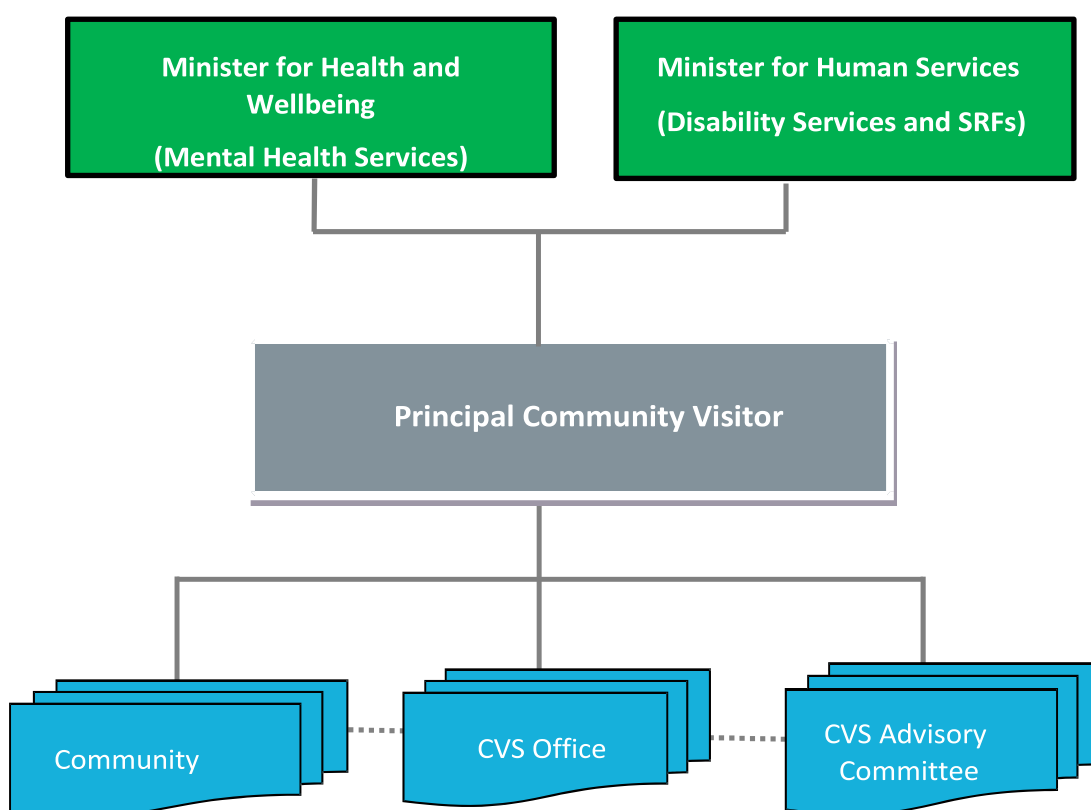 Minister for Health and
Wellbeing
(Mental Health Services)
Minister for Human Services
(Disability Services and SRFs)
Principal Community Visitor
Community
CVS Office
CVS Advisory
Committee